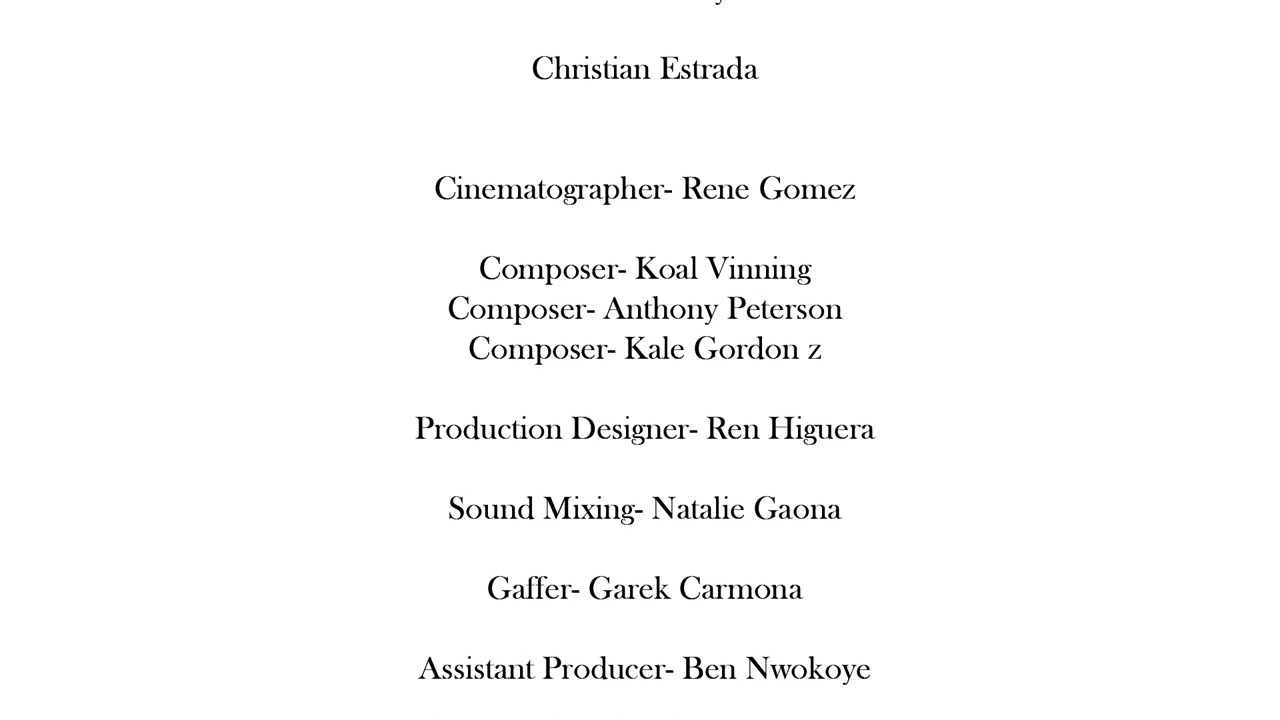 Christian Estrada
Cinematographer- Rene Gomez
Composer- Koal Vinning
Composer- Anthony Peterson
Composer- Kale Gordon z
Production Designer- Ren Higuera
Sound Mixing- Natalie Gaona
Gaffer- Garek Carmona
Assistant Producer- Ben Nwokoye